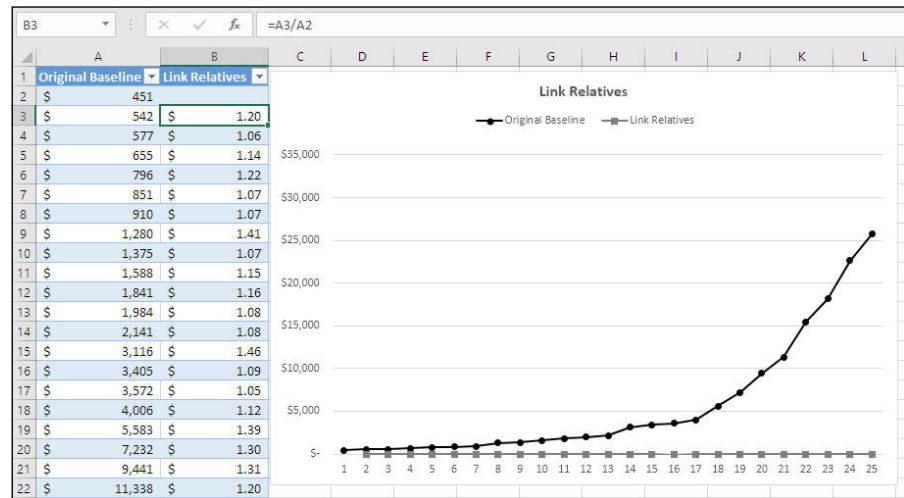 B3 fx =A3/A2
A B C D E F G H I J K L
1 Original Baseline Link Relatives
2 $ 451
3 $ 542 $ 1.20
4 $ 577 $ 1.06
5 $ 655 $ 1.14
6 $ 796 $ 1.22
7 $ 851 $ 1.07
8 $ 910 $ 1.07
9 $ 1,280 $ 1.41
10 $ 1,375 $ 1.07
11 $ 1,588 $ 1.15
12 $ 1,841 $ 1.16
13 $ 1,984 $ 1.08
14 $ 2,141 $ 1.08
15 $ 3,116 $ 1.46
16 $ 3,405 $ 1.09
17 $ 3,572 $ 1.05
18 $ 4,006 $ 1.12
19 $ 5,583 $ 1.39
20 $ 7,232 $ 1.30
21 $ 9,441 $ 1.31
22 $ 11,338 $ 1.20
Link Relatives
Original Baseline Link Relatives
$35,000
$30,000
$25,000
$20,000
$15,000
$10,000
$5,000
$-
1 2 3 4 5 6 7 8 9 10 11 12 13 14 15 16 17 18 19 20 21 22 23 24 25